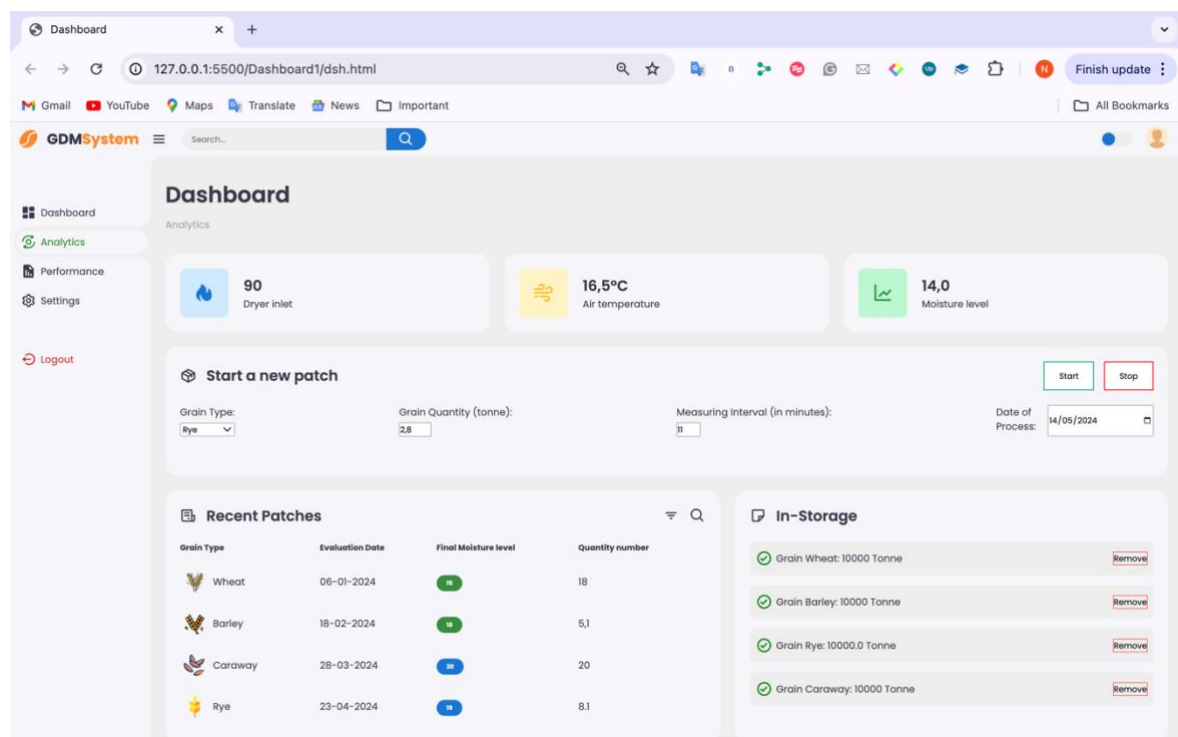 Dashboard
127.0.0.1:5500/Dashboard1/dsh.html
N
Finish update
Gmail YouTube Maps Translate News Important All Bookmarks
GDMSystem Search...
Dashboard
Analytics
Performance
Settings
Logout
Dashboard
Analytics
90
Dryer inlet
16,5°C
Air temperature
14,0
Moisture level
Start a new patch Start Stop
Grain Type: Grain Quantity (tonne): Measuring Interval (in minutes): Date of Process:
Rye 2,8 11 14/05/2024
Recent Patches
Grain Type Evaluation Date Final Moisture level Quantity number
Wheat 06-01-2024 18
Barley 18-02-2024 5,1
Caraway 28-03-2024 20 20
Rye 23-04-2024 8.1
In-Storage
Grain Wheat: 10000 Tonne Remove
Grain Barley: 10000 Tonne Remove
Grain Rye: 10000.0 Tonne Remove
Grain Caraway: 10000 Tonne Remove